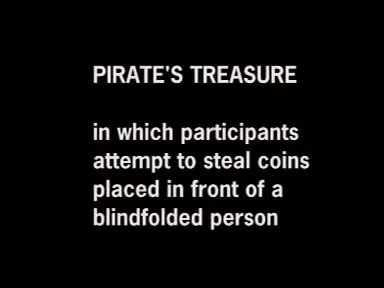 PIRATE'S TREASURE
in which participants
attempt to steal coins
placed in front of a
blindfolded person